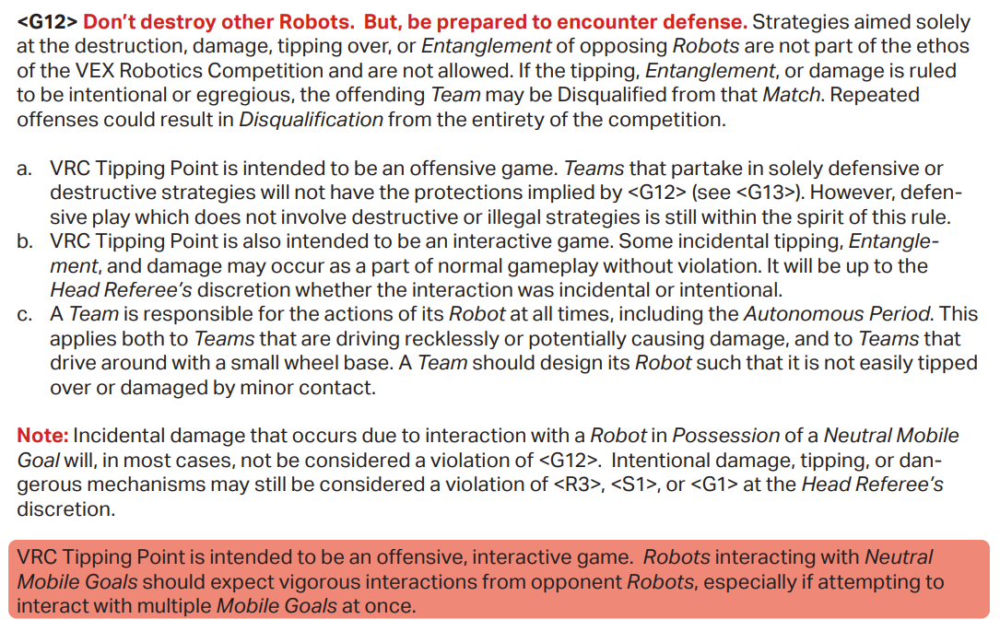 <G12> Don't destroy other Robots. But, be prepared to encounter defense. Strategies aimed solely
at the destruction, damage, tipping over, or Entanglement of opposing Robots are not part of the ethos
of the VEX Robotics Competition and are not allowed. If the tipping, Entanglement, or damage is ruled
to be intentional or egregious, the offending Team may be Disqualified from that Match. Repeated
offenses could result in Disqualification from the entirety of the competition.
a. VRC Tipping Point is intended to be an offensive game. Teams that partake in solely defensive or
destructive strategies will not have the protections implied by <G12> (see <G13>). However, defen-
sive play which does not involve destructive or illegal strategies is still within the spirit of this rule.
b. VRC Tipping Point is also intended to be an interactive game. Some incidental tipping, Entangle-
ment, and damage may occur as a part of normal gameplay without violation. It will be up to the
Head Referee's discretion whether the interaction was incidental or intentional.
c. A Team is responsible for the actions of its Robot at all times, including the Autonomous Period. This
applies both to Teams that are driving recklessly or potentially causing damage, and to Teams that
drive around with a small wheel base. A Team should design its Robot such that it is not easily tipped
over or damaged by minor contact.
Note: Incidental damage that occurs due to interaction with a Robot in Possession of a Neutral Mobile
Goal will, in most cases, not be considered a violation of <G12>. Intentional damage, tipping, or dan-
gerous mechanisms may still be considered a violation of <R3>, <S1>, or <G1> at the Head Referee's
discretion.
VRC Tipping Point is intended to be an offensive, interactive game. Robots interacting with Neutral
Mobile Goals should expect vigorous interactions from opponent Robots, especially if attempting to
interact with multiple Mobile Goals at once.